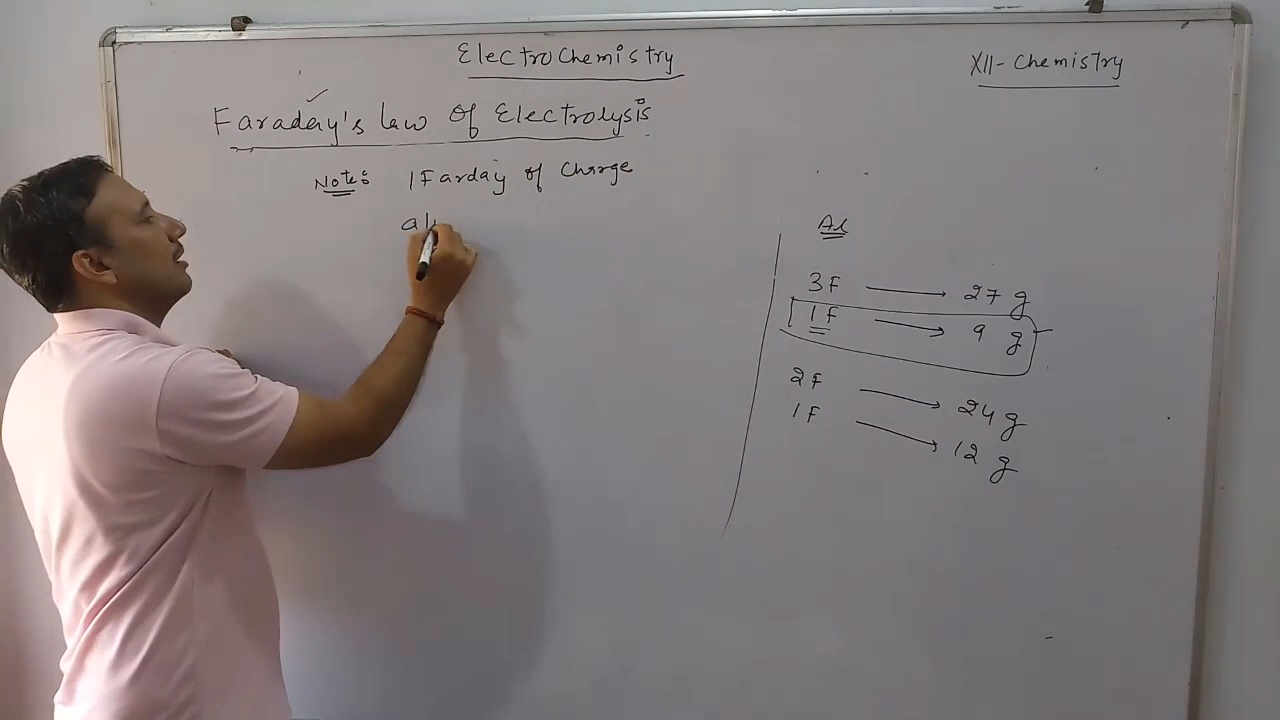 ElectroChemistry
XII- Chemistry
Faraday's law of Electrolysis
Note: 1 Farday of Charge
al
Al
3F → 27 g
1F → 9 g
2F → 24 g
1F → 12 g